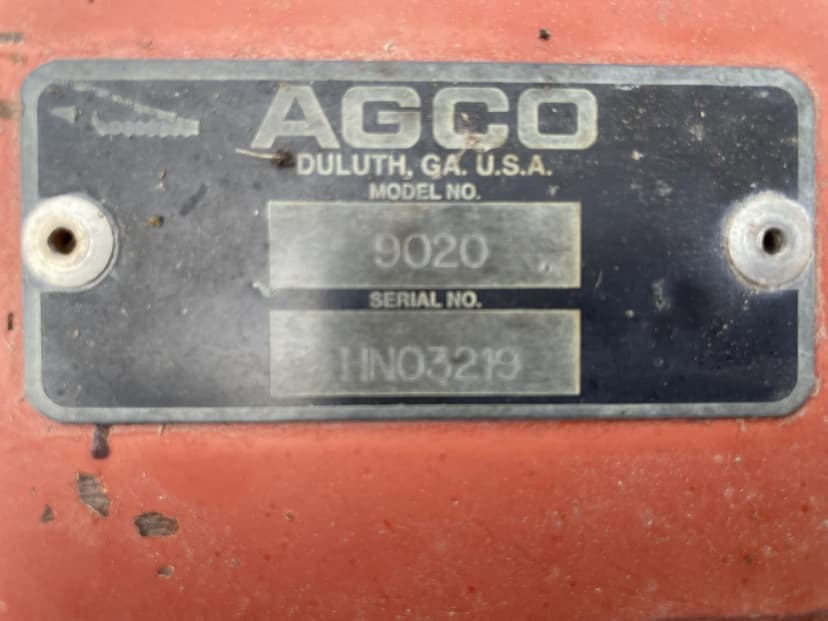 AGCO
DULUTH, GA. U.S.A.
MODEL NO.
9020
SERIAL NO.
HN03219